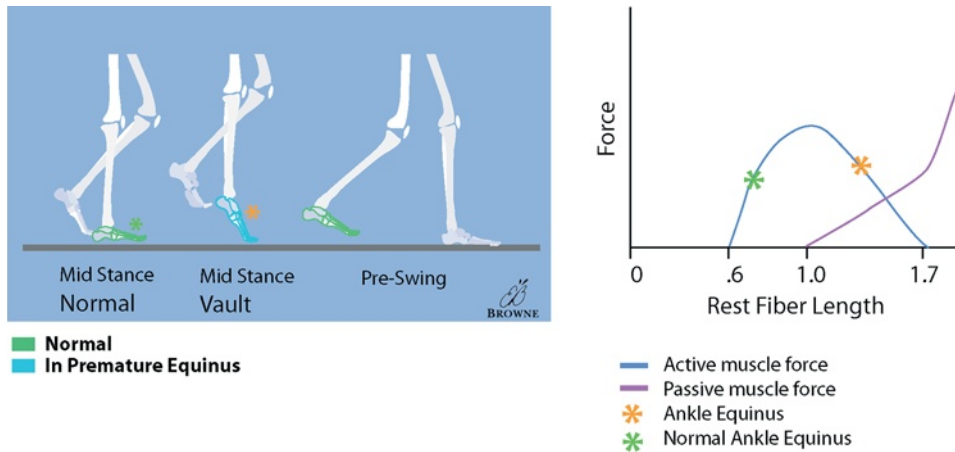 Mid Stance
Normal
Mid Stance
Vault
Pre-Swing
EB
BROWNE
Normal
In Premature Equinus
Force
0
.6
1.0
1.7
Rest Fiber Length
Active muscle force
Passive muscle force
Ankle Equinus
Normal Ankle Equinus